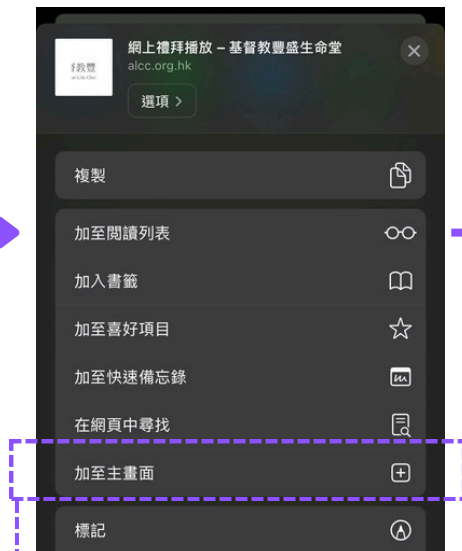 網上禮拜播放 – 基督教豐盛生命堂
alcc.org.hk
選項 >
複製
加至閱讀列表
加入書籤
加至喜好項目
加至快速備忘錄
在網頁中尋找
加至主畫面
標記